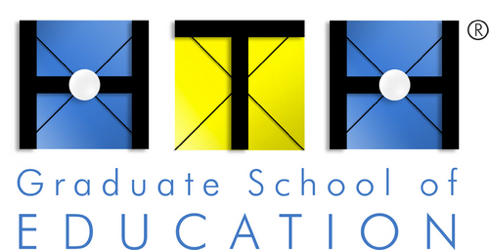 HTH®
Graduate School of
EDUCATION